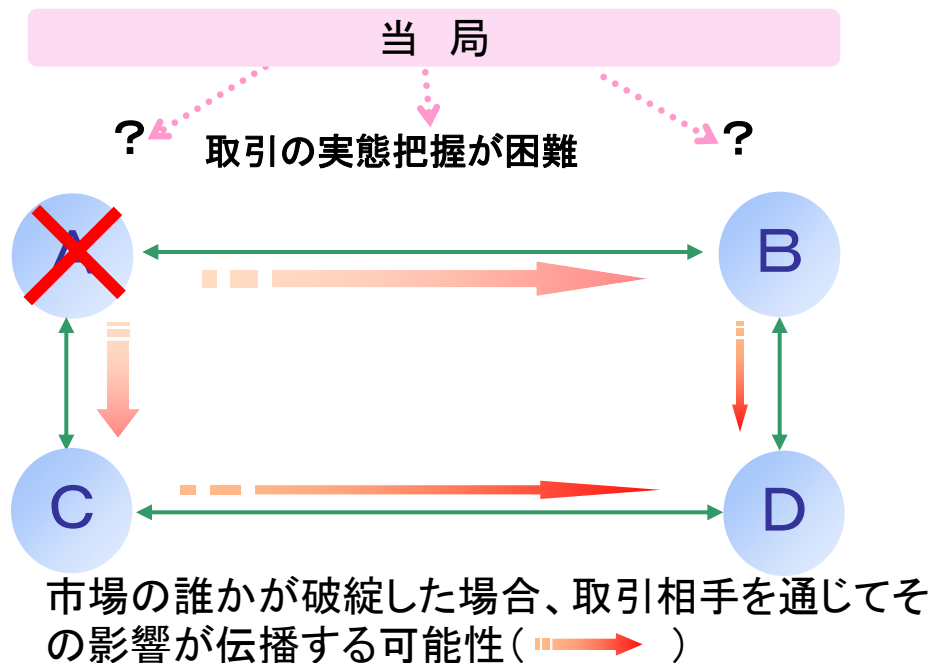 当 局
?
取引の実態把握が困難
?
A
B
C
D
市場の誰かが破綻した場合、取引相手を通じてそ
の影響が伝播する可能性( )